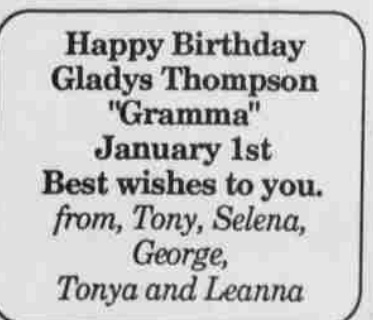 Happy Birthday
Gladys Thompson
"Gramma"
January 1st
Best wishes to you.
from, Tony, Selena,
George,
Tonya and Leanna